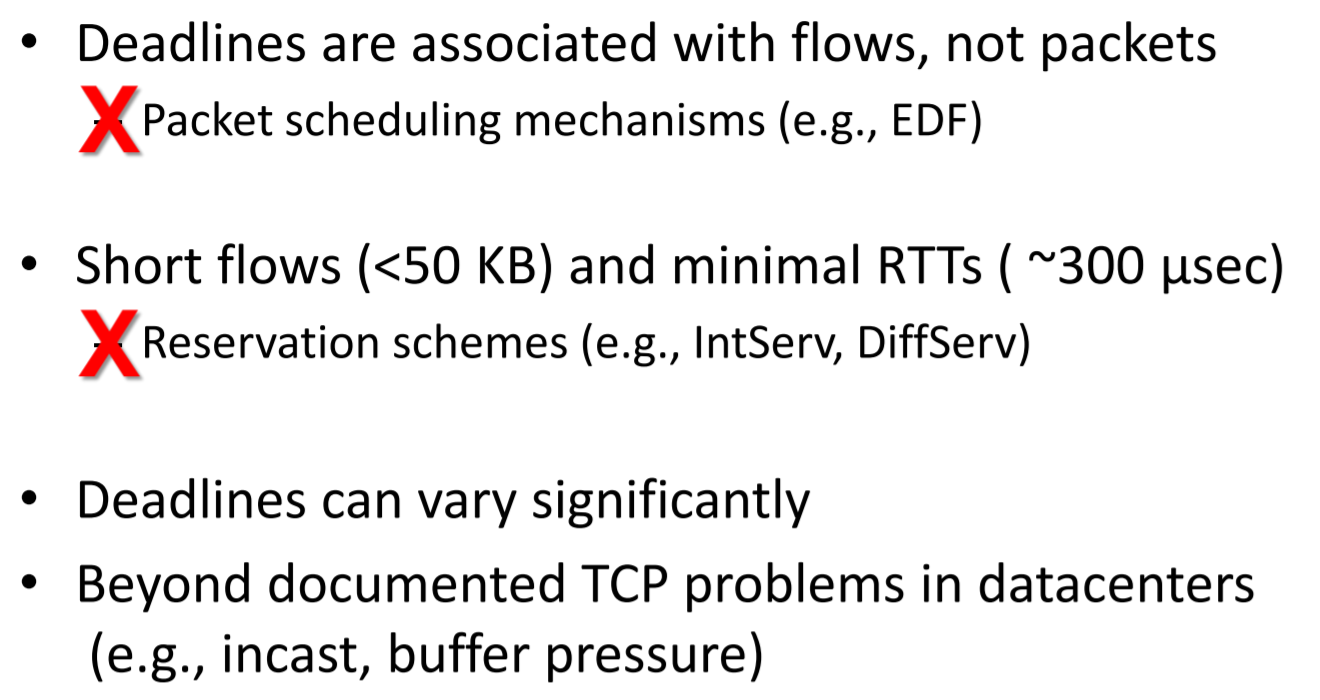 • Deadlines are associated with flows, not packets
X Packet scheduling mechanisms (e.g., EDF)
• Short flows (<50 KB) and minimal RTTs ( ~300 µsec)
X Reservation schemes (e.g., IntServ, DiffServ)
• Deadlines can vary significantly
• Beyond documented TCP problems in datacenters
(e.g., incast, buffer pressure)